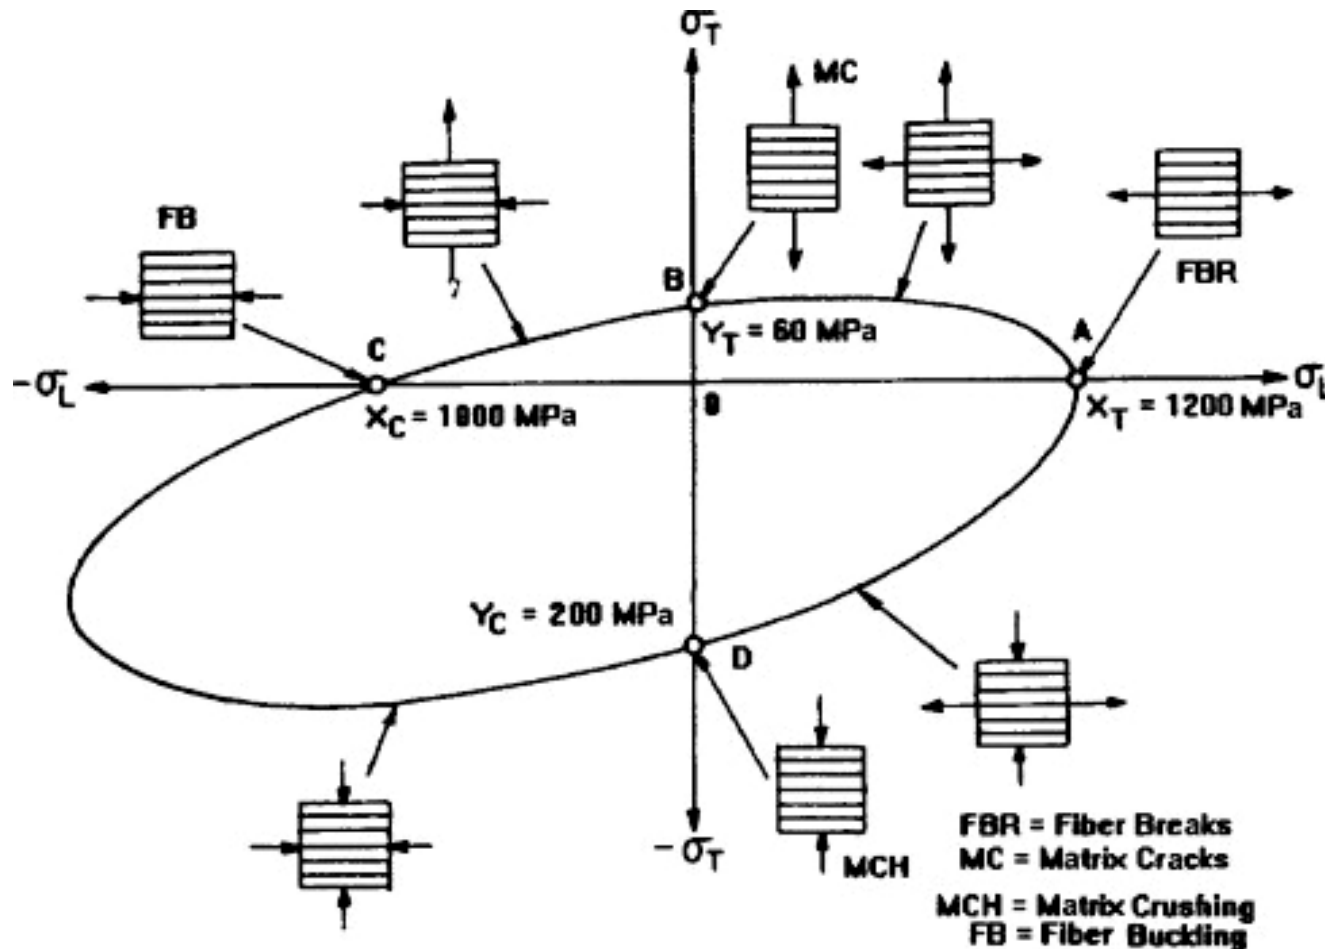 σT
MC
FB
FBR
B
YT = 60 MPa
C
A
-σL
0
σL
XC = 1000 MPa
XT = 1200 MPa
YC = 200 MPa
D
-σT
MCH
FBR = Fiber Breaks
MC = Matrix Cracks
MCH = Matrix Crushing
FB = Fiber Buckling